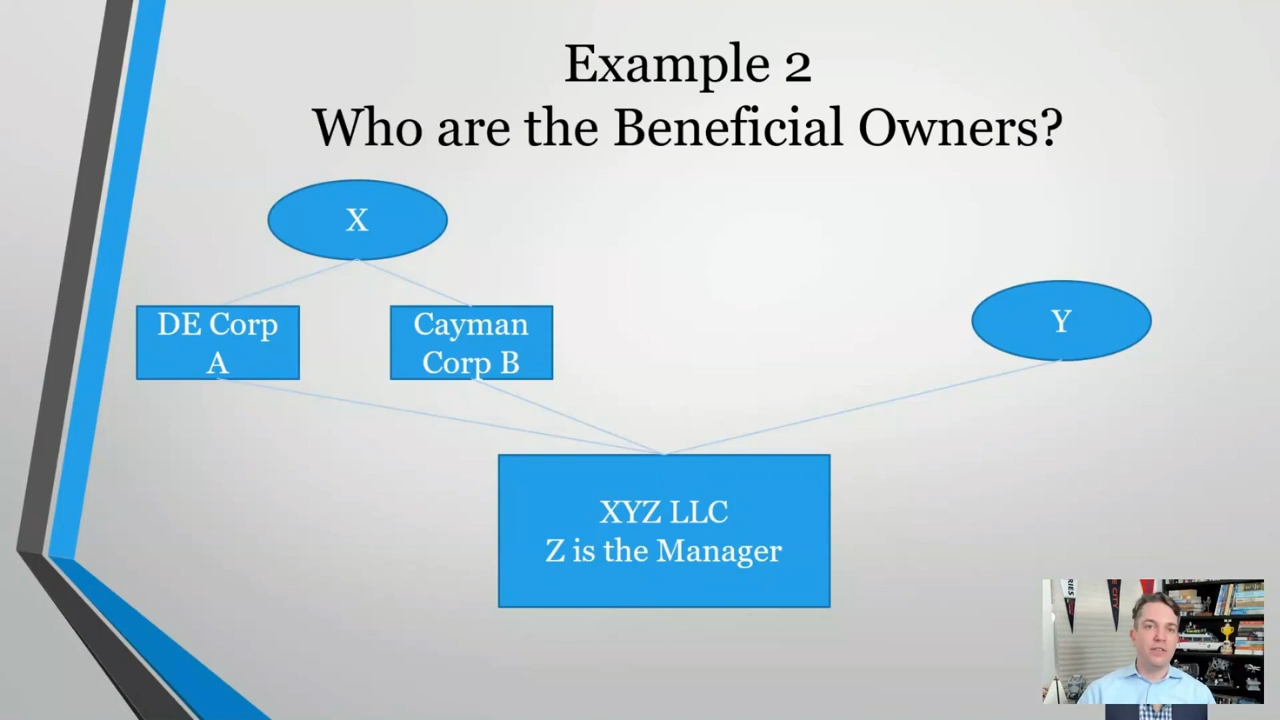 Example 2
Who are the Beneficial Owners?
X
DE Corp
A
Cayman
Corp B
Y
XYZ LLC
Z is the Manager